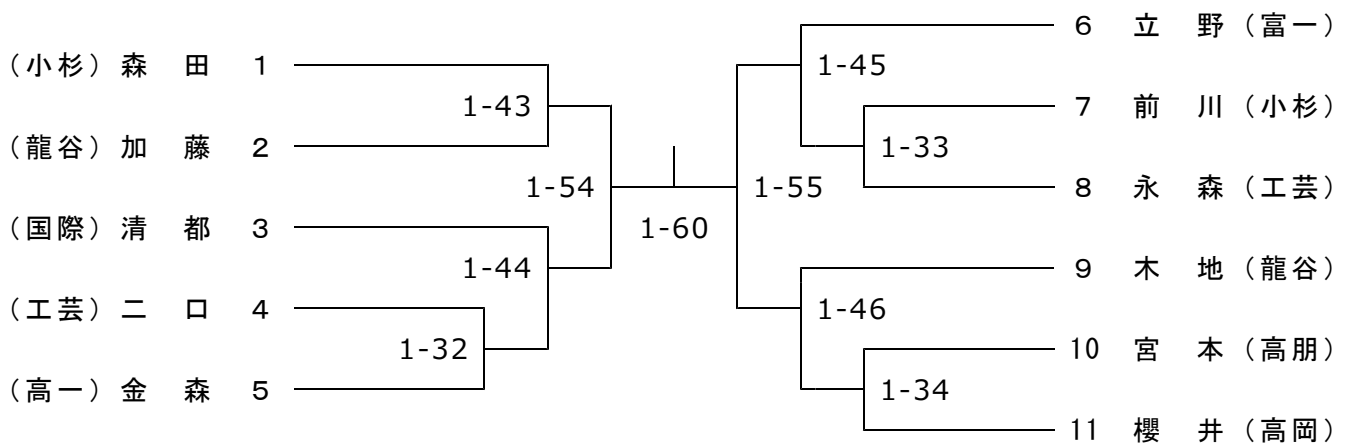 (小杉) 森 田 1
(龍谷) 加 藤 2
(国際) 清 都 3
(工芸) 二 口 4
(高一) 金 森 5
1-43
1-44
1-32
1-54
1-60
1-55
1-45
1-33
1-46
1-34
6 立 野 (富一)
7 前 川 (小杉)
8 永 森 (工芸)
9 木 地 (龍谷)
10 宮 本 (高朋)
11 櫻 井 (高岡)